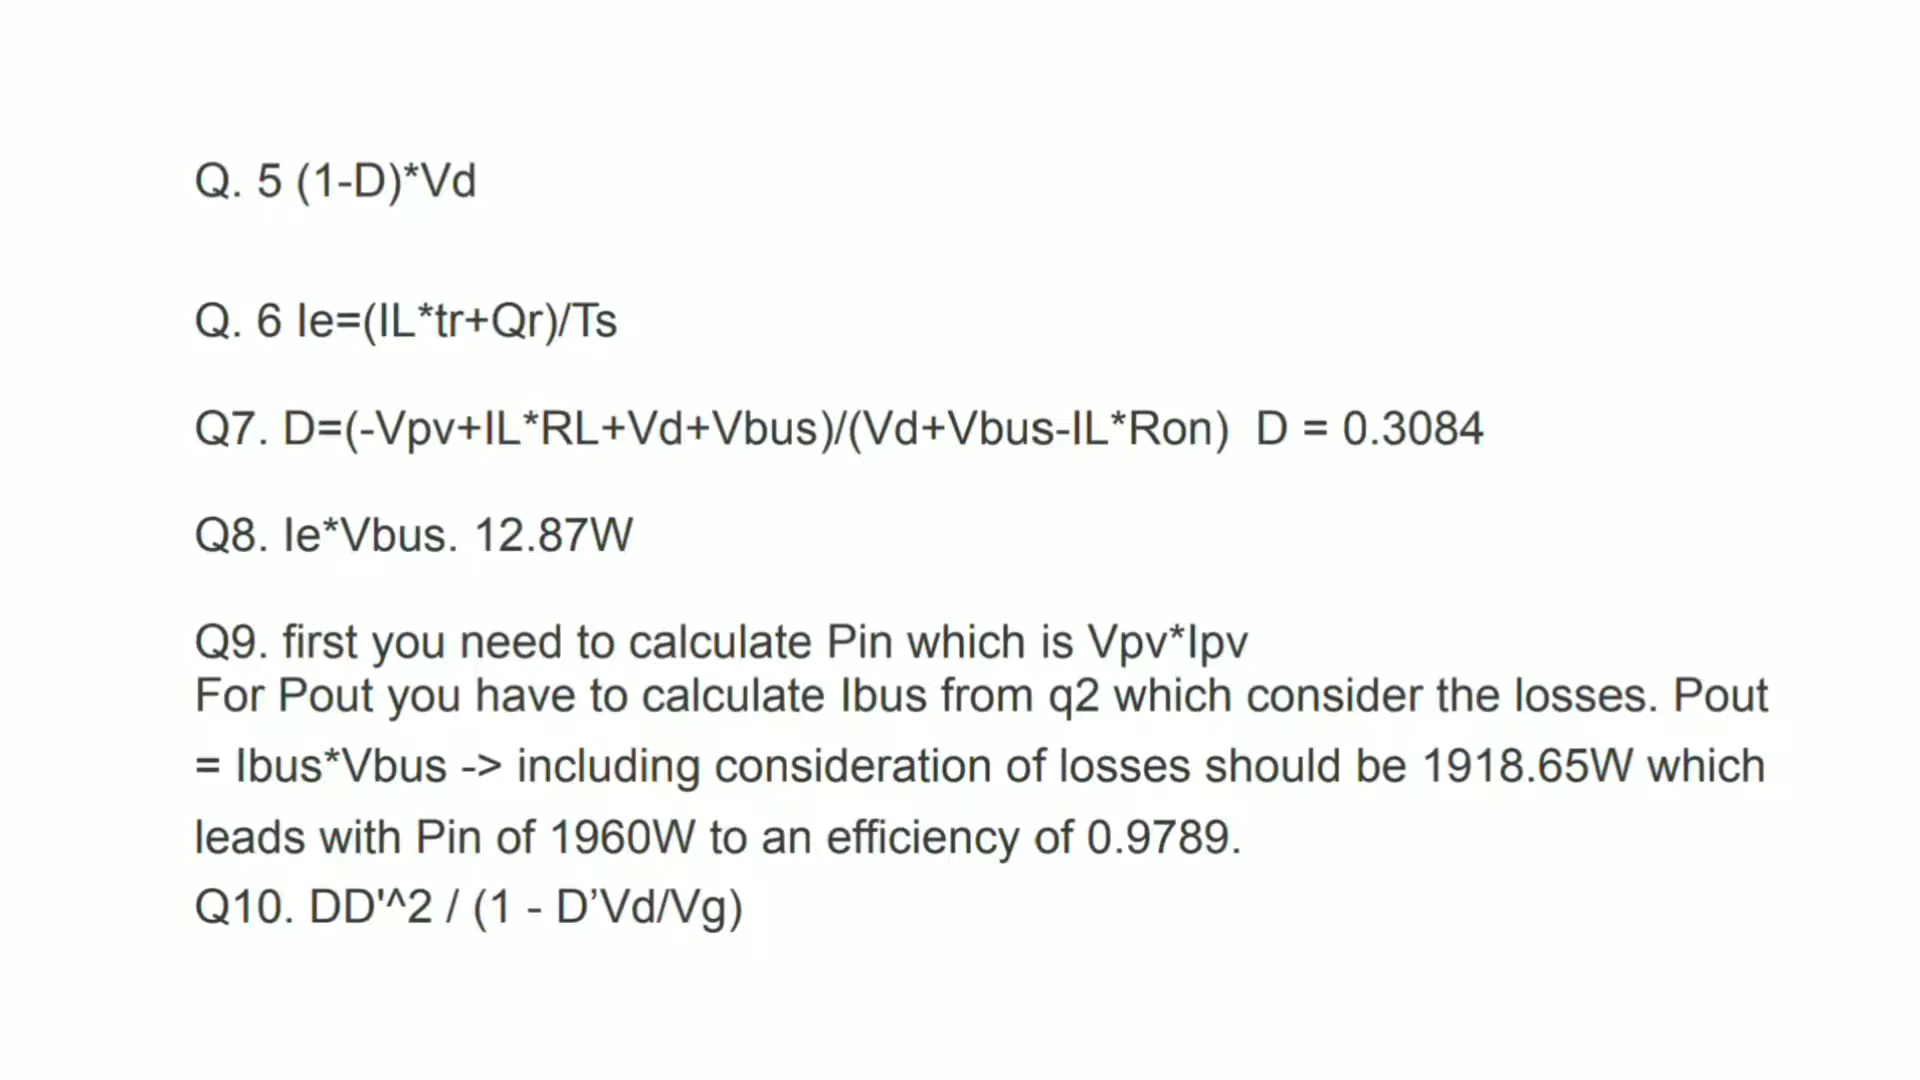 Q. 5 (1-D)*Vd
Q. 6 Ie=(IL*tr+Qr)/Ts
Q7. D=(-Vpv+IL*RL+Vd+Vbus)/(Vd+Vbus-IL*Ron)  D = 0.3084
Q8. Ie*Vbus. 12.87W
Q9. first you need to calculate Pin which is Vpv*Ipv
For Pout you have to calculate Ibus from q2 which consider the losses. Pout
= Ibus*Vbus -> including consideration of losses should be 1918.65W which
leads with Pin of 1960W to an efficiency of 0.9789.
Q10. DD'^2 / (1 - D’Vd/Vg)